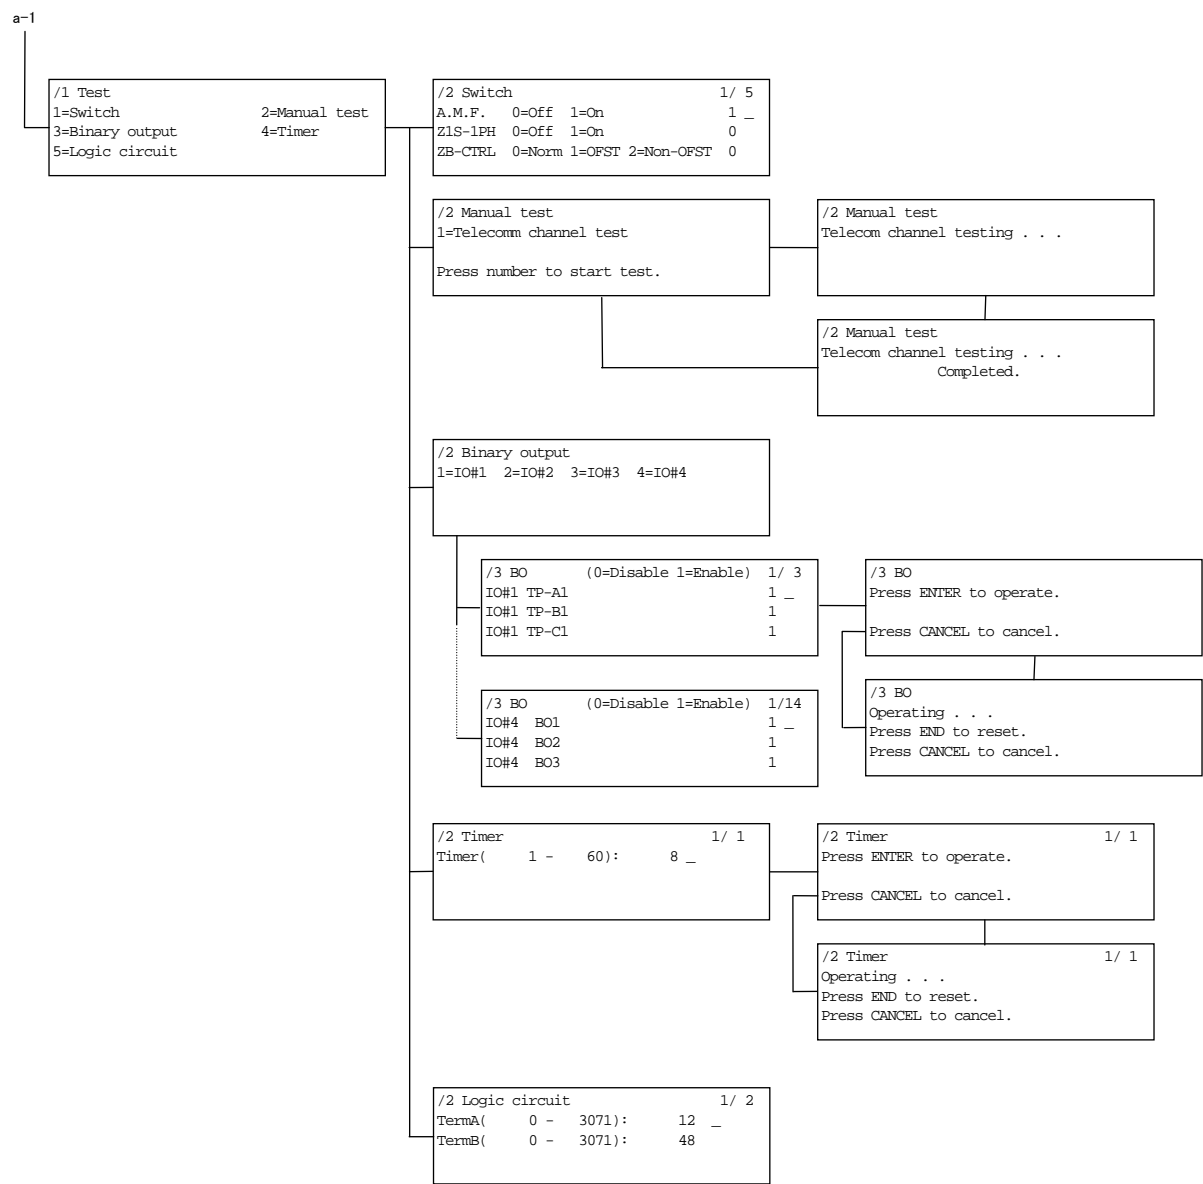 a-1
/1 Test
1=Switch 2=Manual test
3=Binary output 4=Timer
5=Logic circuit
/2 Switch 1/ 5
A.M.F. 0=Off 1=On 1 _
Z1S-1PH 0=Off 1=On 0
ZB-CTRL 0=Norm 1=OFST 2=Non-OFST 0
/2 Manual test
1=Telecomm channel test
Press number to start test.
/2 Manual test
Telecom channel testing . . .
/2 Manual test
Telecom channel testing . . .
Completed.
/2 Binary output
1=IO#1 2=IO#2 3=IO#3 4=IO#4
/3 BO (0=Disable 1=Enable) 1/ 3
IO#1 TP-A1 1 _
IO#1 TP-B1 1
IO#1 TP-C1 1
/3 BO
Press ENTER to operate.
Press CANCEL to cancel.
/3 BO (0=Disable 1=Enable) 1/14
IO#4 BO1 1 _
IO#4 BO2 1
IO#4 BO3 1
/3 BO
Operating . . .
Press END to reset.
Press CANCEL to cancel.
/2 Timer 1/ 1
Timer( 1 - 60): 8 _
/2 Timer 1/ 1
Press ENTER to operate.
Press CANCEL to cancel.
/2 Timer 1/ 1
Operating . . .
Press END to reset.
Press CANCEL to cancel.
/2 Logic circuit 1/ 2
TermA( 0 - 3071): 12 _
TermB( 0 - 3071): 48